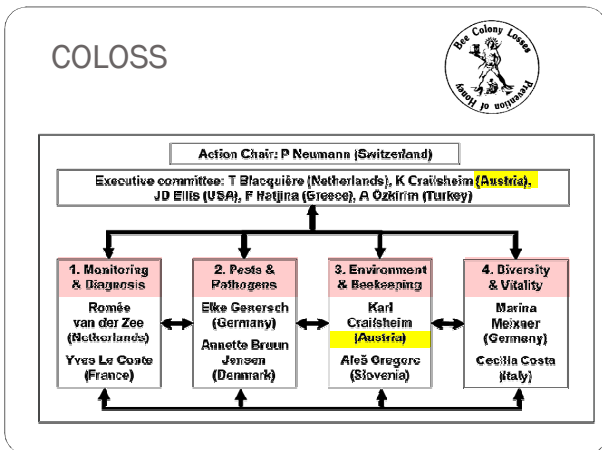 COLOSS
Prevention of Honey Bee Colony Losses
Action Chair: P Neumann (Switzerland)
Executive committee: T Blacquière (Netherlands), K Crailsheim (Austria),
JD Ellis (USA), F Hatjina (Greece), A Özkirim (Turkey)
1. Monitoring
& Diagnosis
Romée
van der Zee
(Netherlands)
Yves Le Conte
(France)
2. Pests &
Pathogens
Elke Genersch
(Germany)
Annette Bruun
Jensen
(Denmark)
3. Environment
& Beekeeping
Karl
Crailsheim
(Austria)
Aleš Gregorc
(Slovenia)
4. Diversity
& Vitality
Marina
Meixner
(Germany)
Cecilia Costa
(Italy)